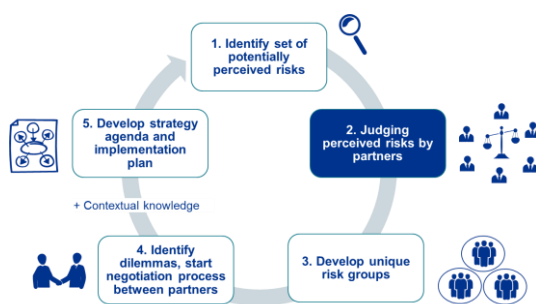 1. Identify set of
potentially
perceived risks
2. Judging
perceived risks by
partners
3. Develop unique
risk groups
4. Identify
dilemmas, start
negotiation process
between partners
+ Contextual knowledge
5. Develop strategy
agenda and
implementation
plan